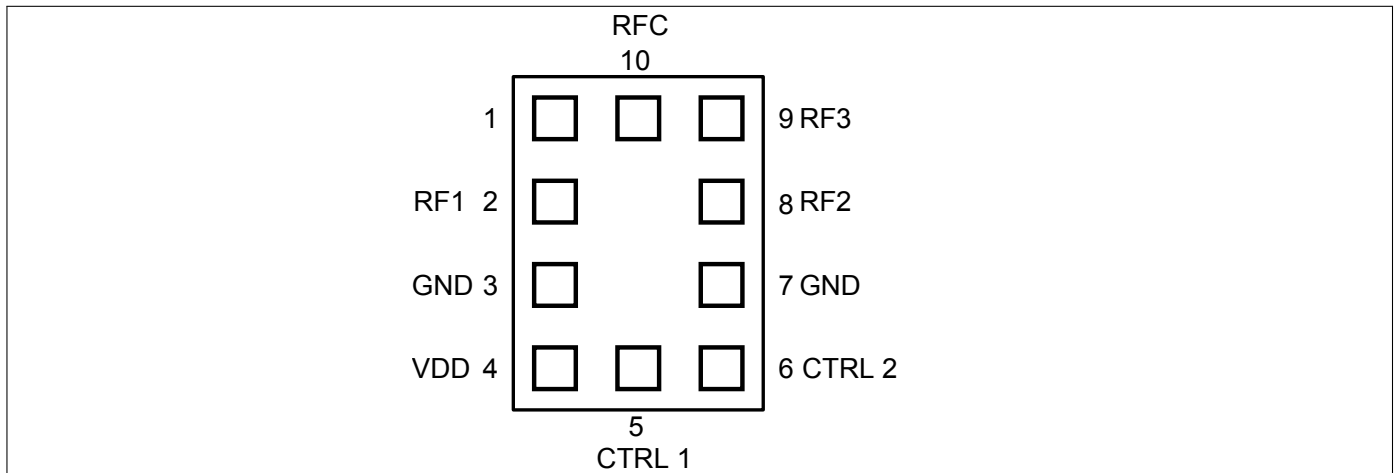 RFC
10
1
9 RF3
RF1 2
8 RF2
GND 3
7 GND
VDD 4
6 CTRL 2
5
CTRL 1